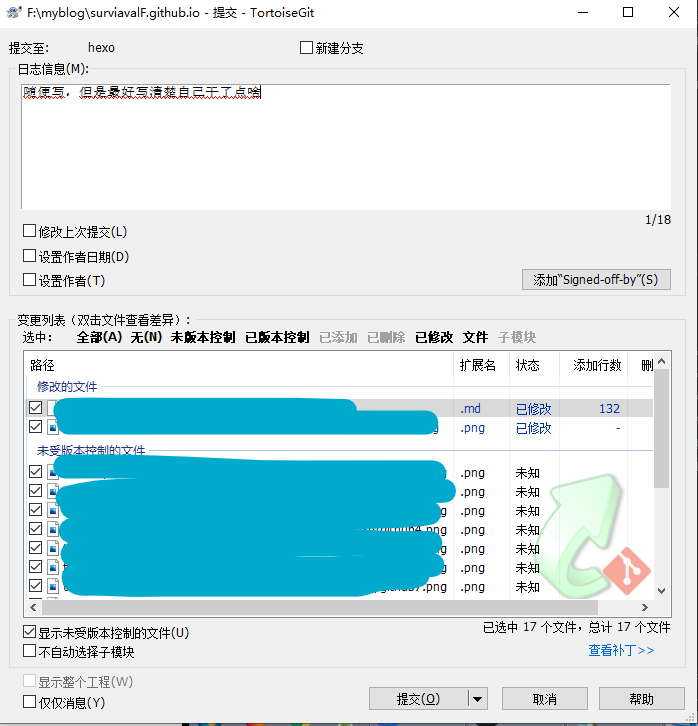 F:\myblog\surviavalF.github.io - 提交 - TortoiseGit
提交至: hexo 新建分支
日志信息(M):
随便写，但是最好写清楚自己干了点啥
1/18
修改上次提交(L)
设置作者日期(D)
设置作者(T)
添加“Signed-off-by”(S)
变更列表（双击文件查看差异）:
选中: 全部(A) 无(N) 未版本控制 已版本控制 已添加 已删除 已修改 文件 子模块
路径 扩展名 状态 添加行数 删
修改的文件
.md 已修改 132
.png 已修改 -
未受版本控制的文件
.png 未知
.png 未知
.png 未知
.png 未知
.png 未知
.png 未知
.png 未知
显示未受版本控制的文件(U)
已选中 17 个文件，总计 17 个文件
不自动选择子模块
查看补丁>>
显示整个工程(W)
仅仅消息(Y)
提交(O) 取消 帮助